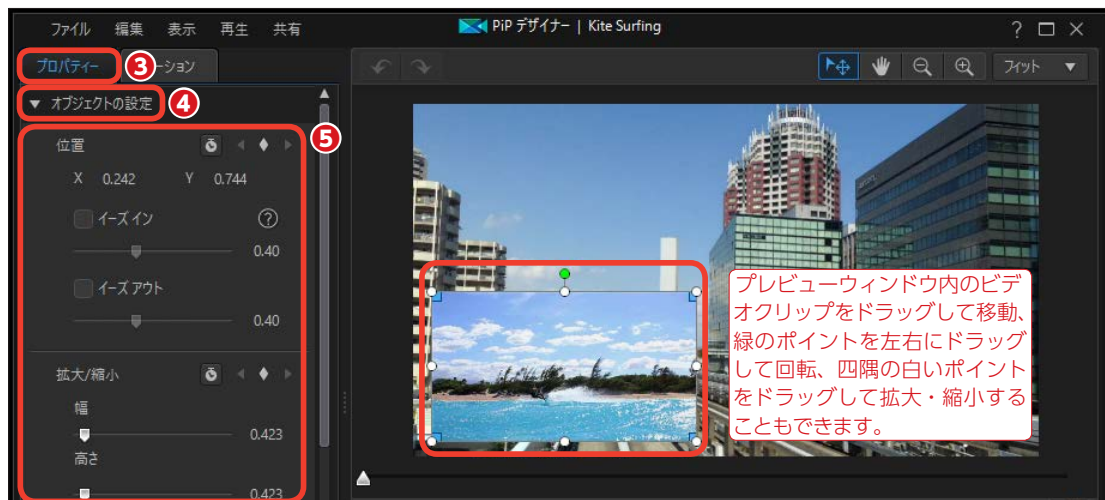 ファイル 編集 表示 再生 共有
PiP デザイナー | Kite Surfing
?
プロパティー
③
ーション
フィット
▼ オブジェクトの設定
④
⑤
位置
X 0.242 Y 0.744
イーズ イン
?
0.40
イーズ アウト
0.40
拡大/縮小
幅
0.423
高さ
0.423
プレビューウィンドウ内のビデ
オクリップをドラッグして移動、
緑のポイントを左右にドラッグ
して回転、四隅の白いポイント
をドラッグして拡大・縮小する
こともできます。